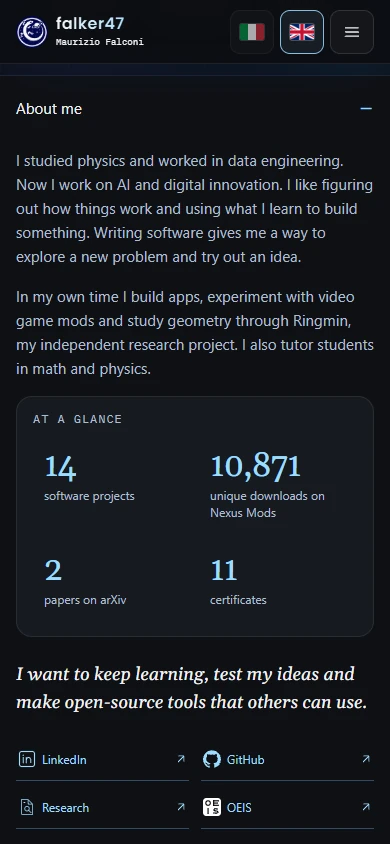 falker47
Maurizio Falconi
About me
I studied physics and worked in data engineering.
Now I work on AI and digital innovation. I like figuring
out how things work and using what I learn to build
something. Writing software gives me a way to
explore a new problem and try out an idea.
In my own time I build apps, experiment with video
game mods and study geometry through Ringmin,
my independent research project. I also tutor students
in math and physics.
AT A GLANCE
14
software projects
10,871
unique downloads on
Nexus Mods
2
papers on arXiv
11
certificates
I want to keep learning, test my ideas and
make open-source tools that others can use.
LinkedIn
GitHub
Research
OEIS